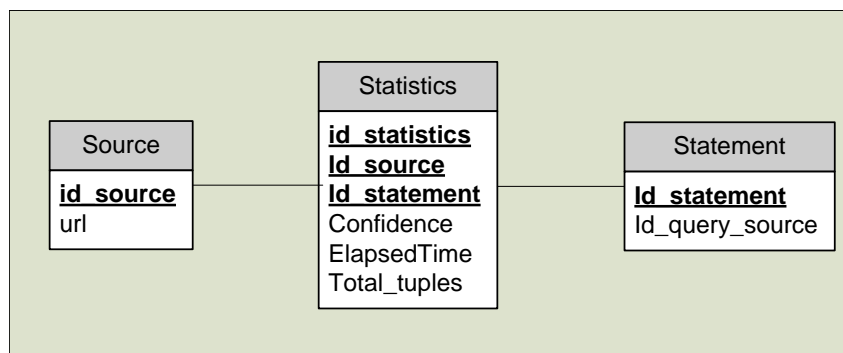 Source
id_source
url
Statistics
id_statistics
Id_source
Id_statement
Confidence
ElapsedTime
Total_tuples
Statement
Id_statement
Id_query_source